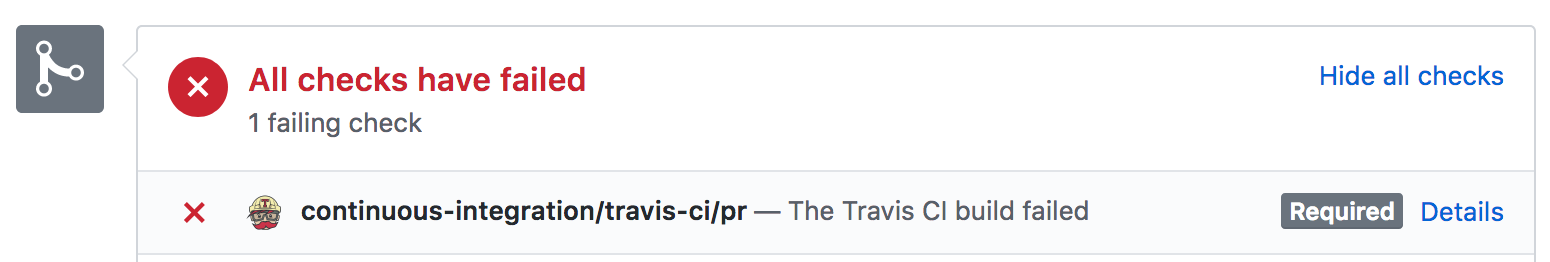 All checks have failed
Hide all checks
1 failing check
continuous-integration/travis-ci/pr — The Travis CI build failed
Required
Details